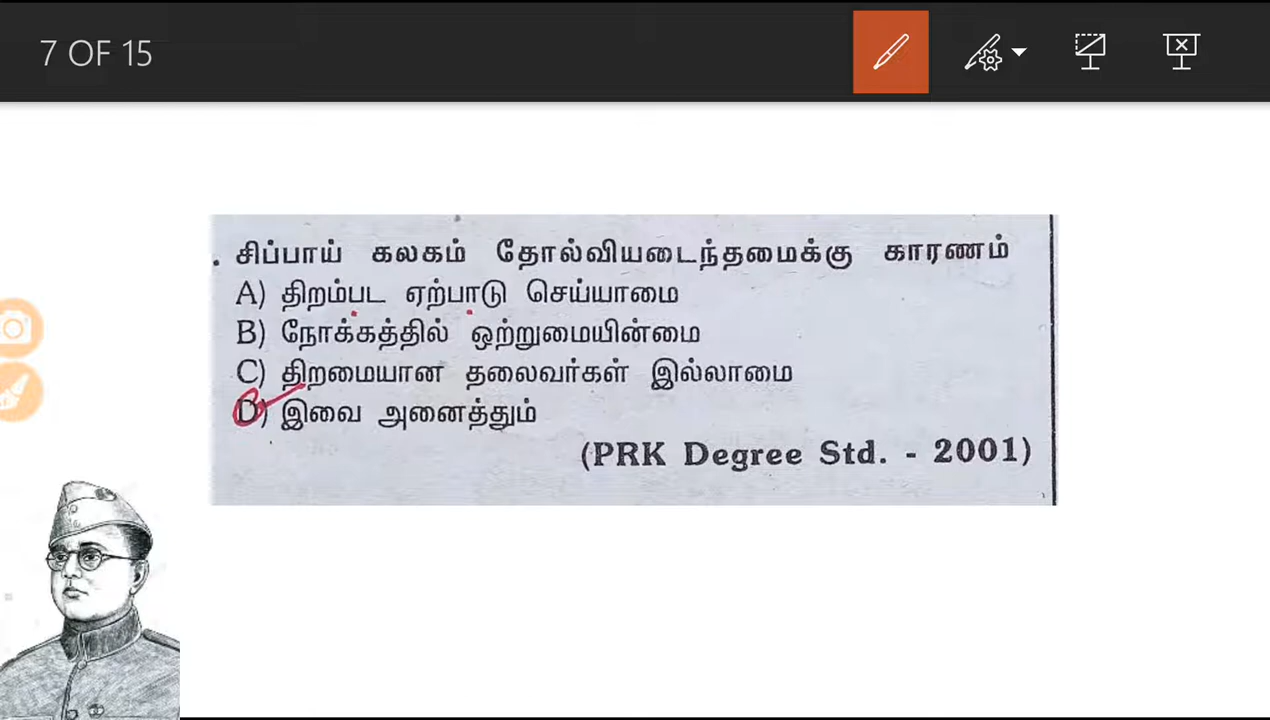 7 OF 15
. சிப்பாய் கலகம் தோல்வியடைந்தமைக்கு காரணம்
A) திறம்பட ஏற்பாடு செய்யாமை
B) நோக்கத்தில் ஒற்றுமையின்மை
C) திறமையான தலைவர்கள் இல்லாமை
D) இவை அனைத்தும்
(PRK Degree Std. - 2001)